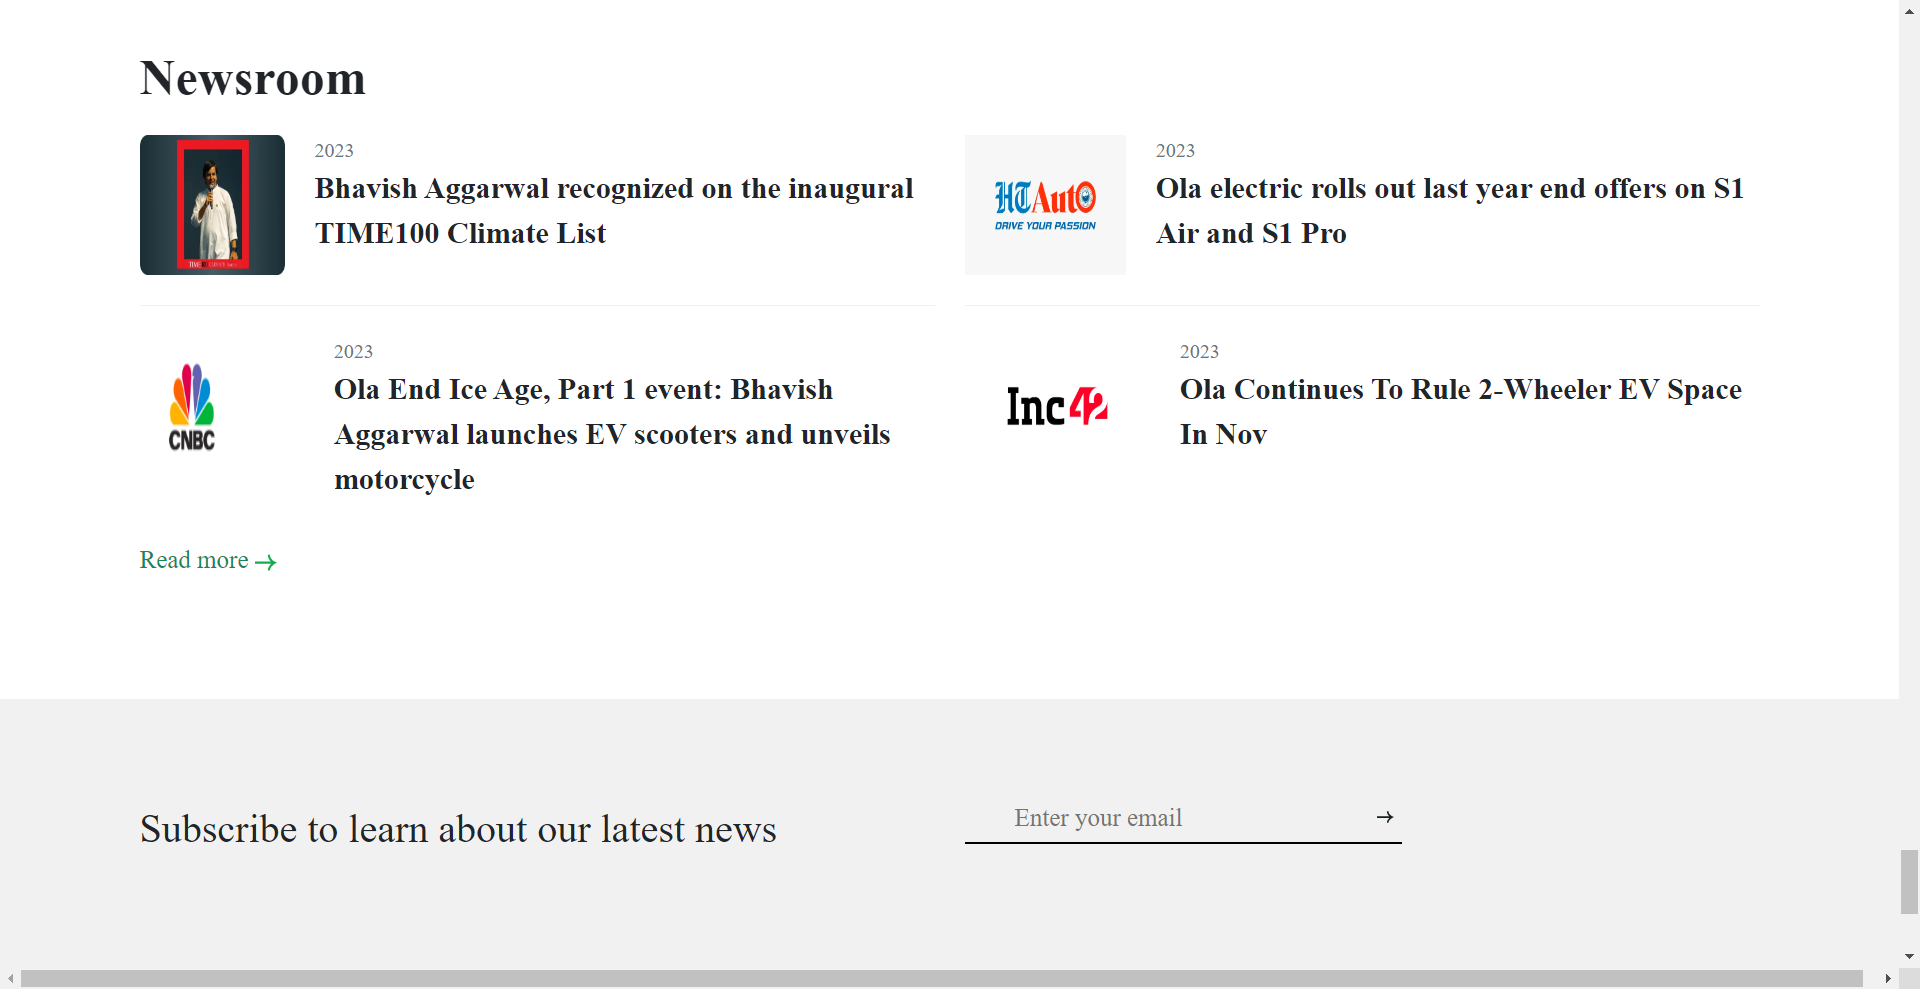 Newsroom
2023
Bhavish Aggarwal recognized on the inaugural
TIME100 Climate List
HT Auto
DRIVE YOUR PASSION
2023
Ola electric rolls out last year end offers on S1
Air and S1 Pro
CNBC
2023
Ola End Ice Age, Part 1 event: Bhavish
Aggarwal launches EV scooters and unveils
motorcycle
Inc42
2023
Ola Continues To Rule 2-Wheeler EV Space
In Nov
Read more →
Subscribe to learn about our latest news
Enter your email →